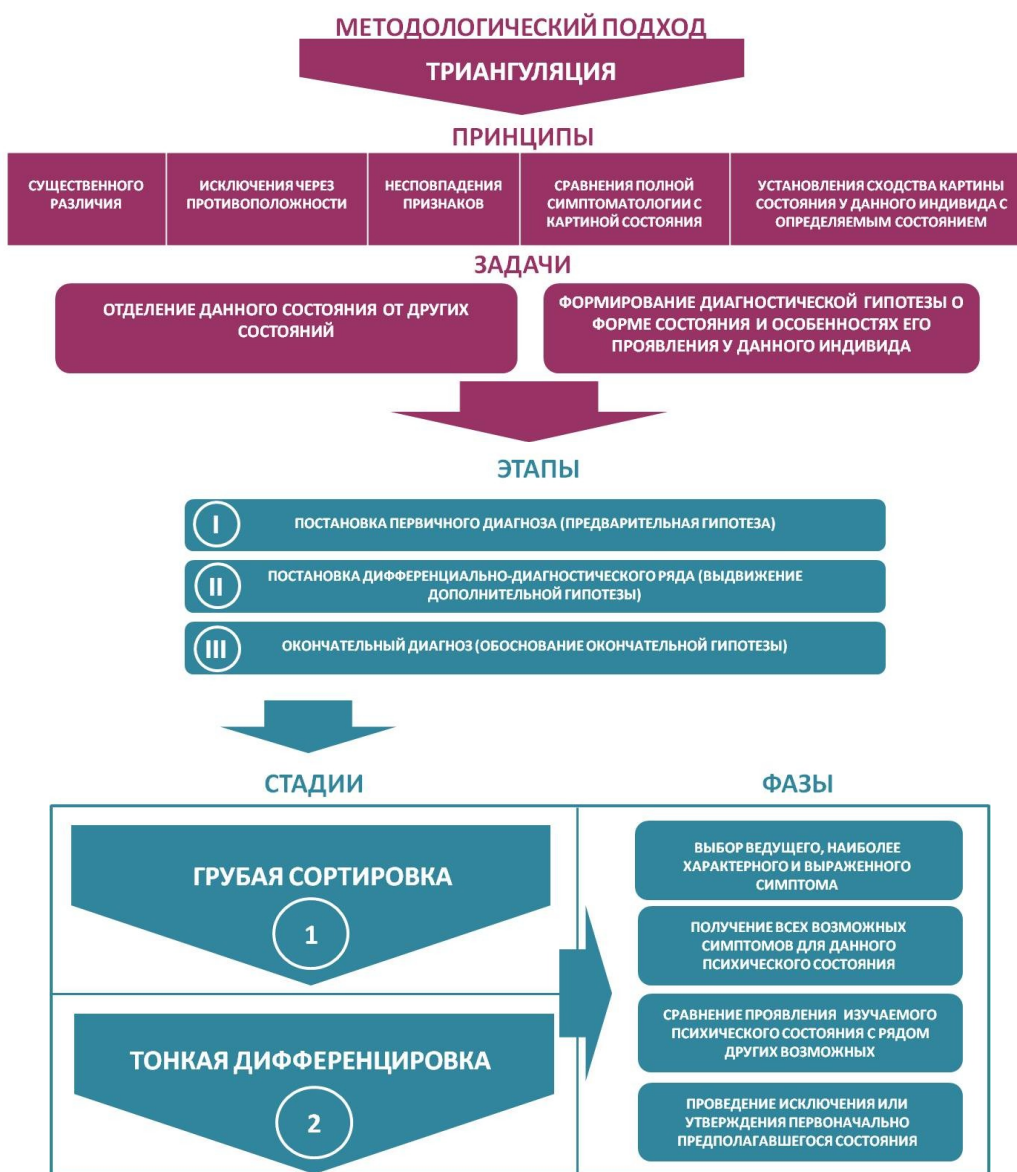 МЕТОДОЛОГИЧЕСКИЙ ПОДХОД
ТРИАНГУЛЯЦИЯ
ПРИНЦИПЫ
СУЩЕСТВЕННОГО
РАЗЛИЧИЯ
ИСКЛЮЧЕНИЯ ЧЕРЕЗ
ПРОТИВОПОЛОЖНОСТИ
НЕСПОВПАДЕНИЯ
ПРИЗНАКОВ
СРАВНЕНИЯ ПОЛНОЙ
СИМПТОМАТОЛОГИИ С
КАРТИНОЙ СОСТОЯНИЯ
УСТАНОВЛЕНИЯ СХОДСТВА КАРТИНЫ
СОСТОЯНИЯ У ДАННОГО ИНДИВИДА С
ОПРЕДЕЛЯЕМЫМ СОСТОЯНИЕМ
ЗАДАЧИ
ОТДЕЛЕНИЕ ДАННОГО СОСТОЯНИЯ ОТ ДРУГИХ
СОСТОЯНИЙ
ФОРМИРОВАНИЕ ДИАГНОСТИЧЕСКОЙ ГИПОТЕЗЫ О
ФОРМЕ СОСТОЯНИЯ И ОСОБЕННОСТЯХ ЕГО
ПРОЯВЛЕНИЯ У ДАННОГО ИНДИВИДА
ЭТАПЫ
I
ПОСТАНОВКА ПЕРВИЧНОГО ДИАГНОЗА (ПРЕДВАРИТЕЛЬНАЯ ГИПОТЕЗА)
II
ПОСТАНОВКА ДИФФЕРЕНЦИАЛЬНО-ДИАГНОСТИЧЕСКОГО РЯДА (ВЫДВИЖЕНИЕ
ДОПОЛНИТЕЛЬНОЙ ГИПОТЕЗЫ)
III
ОКОНЧАТЕЛЬНЫЙ ДИАГНОЗ (ОБОСНОВАНИЕ ОКОНЧАТЕЛЬНОЙ ГИПОТЕЗЫ)
СТАДИИ
ГРУБАЯ СОРТИРОВКА
1
ТОНКАЯ ДИФФЕРЕНЦИРОВКА
2
ФАЗЫ
ВЫБОР ВЕДУЩЕГО, НАИБОЛЕЕ
ХАРАКТЕРНОГО И ВЫРАЖЕННОГО
СИМПТОМА
ПОЛУЧЕНИЕ ВСЕХ ВОЗМОЖНЫХ
СИМПТОМОВ ДЛЯ ДАННОГО
ПСИХИЧЕСКОГО СОСТОЯНИЯ
СРАВНЕНИЕ ПРОЯВЛЕНИЯ ИЗУЧАЕМОГО
ПСИХИЧЕСКОГО СОСТОЯНИЯ С РЯДОМ
ДРУГИХ ВОЗМОЖНЫХ
ПРОВЕДЕНИЕ ИСКЛЮЧЕНИЯ ИЛИ
УТВЕРЖДЕНИЯ ПЕРВОНАЧАЛЬНО
ПРЕДПОЛАГАВШЕГОСЯ СОСТОЯНИЯ